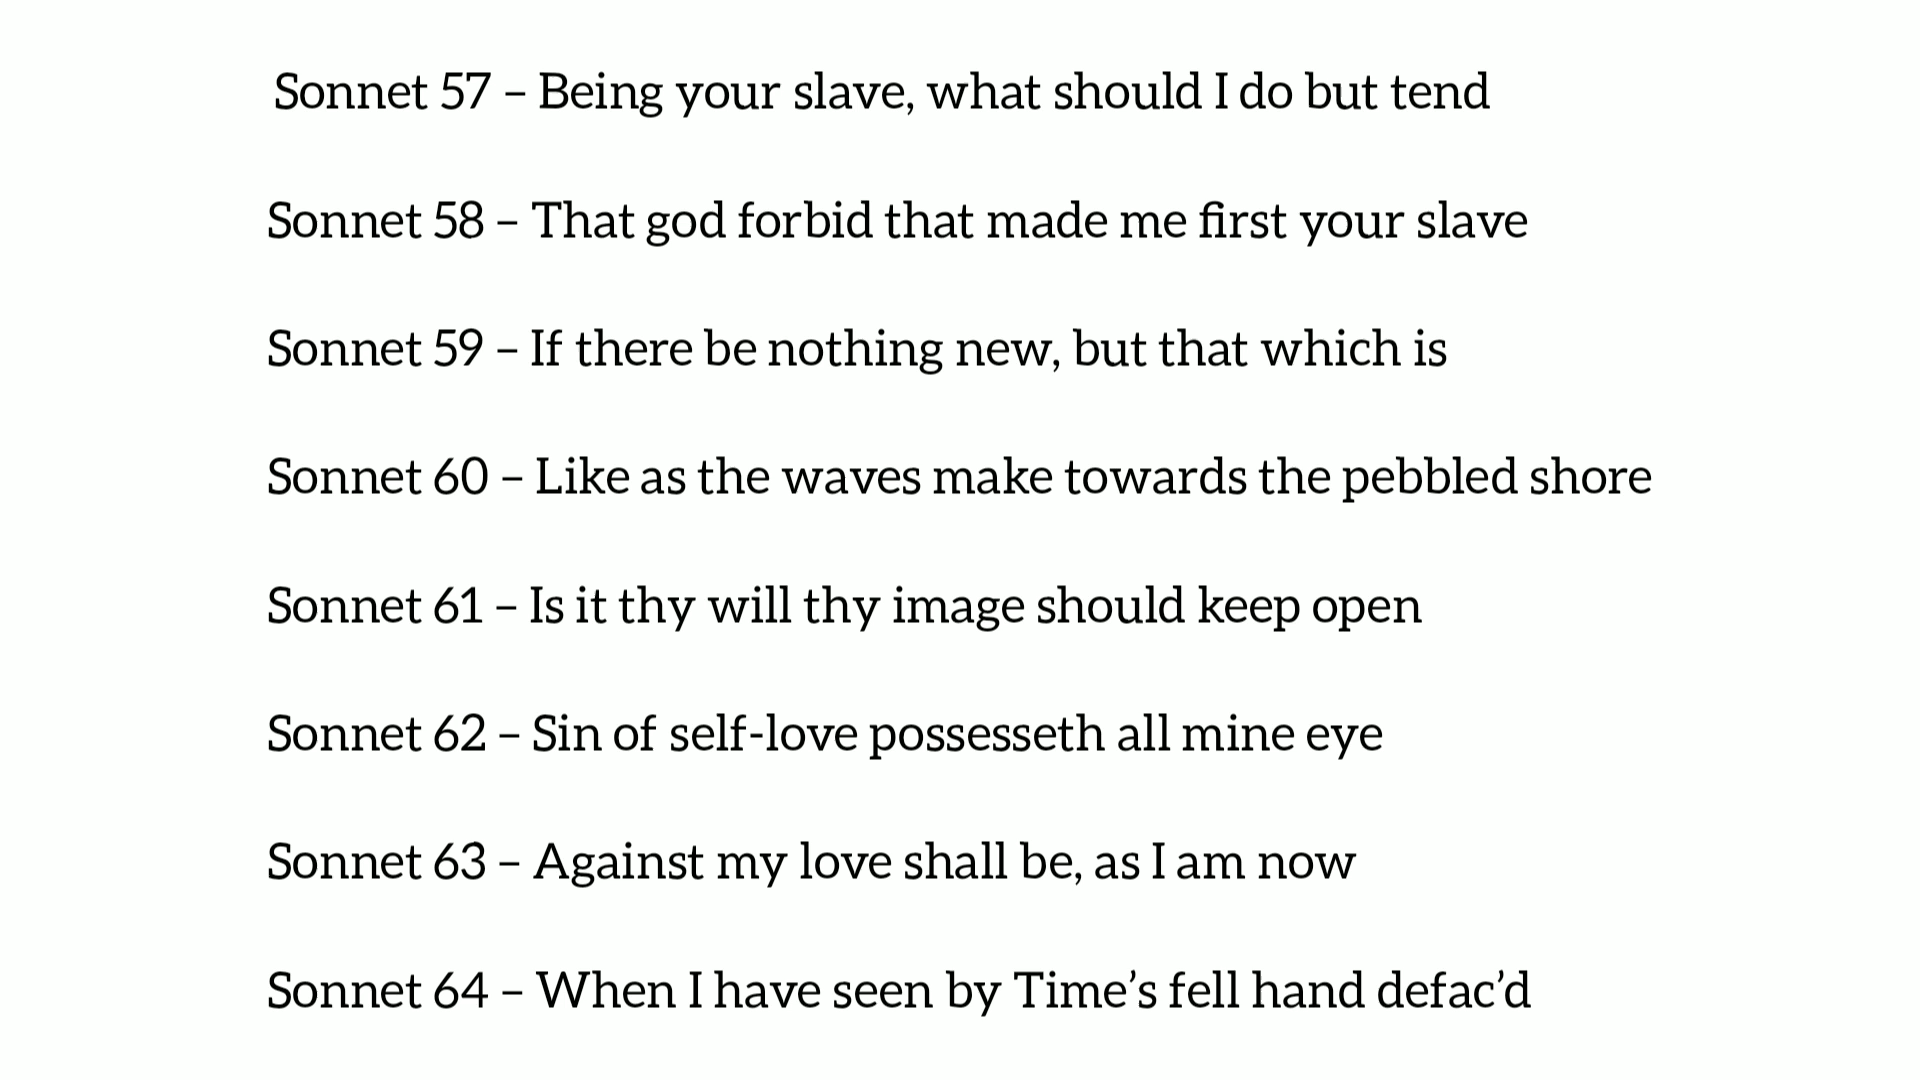 Sonnet 57 – Being your slave, what should I do but tend
Sonnet 58 – That god forbid that made me first your slave
Sonnet 59 – If there be nothing new, but that which is
Sonnet 60 – Like as the waves make towards the pebbled shore
Sonnet 61 – Is it thy will thy image should keep open
Sonnet 62 – Sin of self-love possesseth all mine eye
Sonnet 63 – Against my love shall be, as I am now
Sonnet 64 – When I have seen by Time’s fell hand defac’d